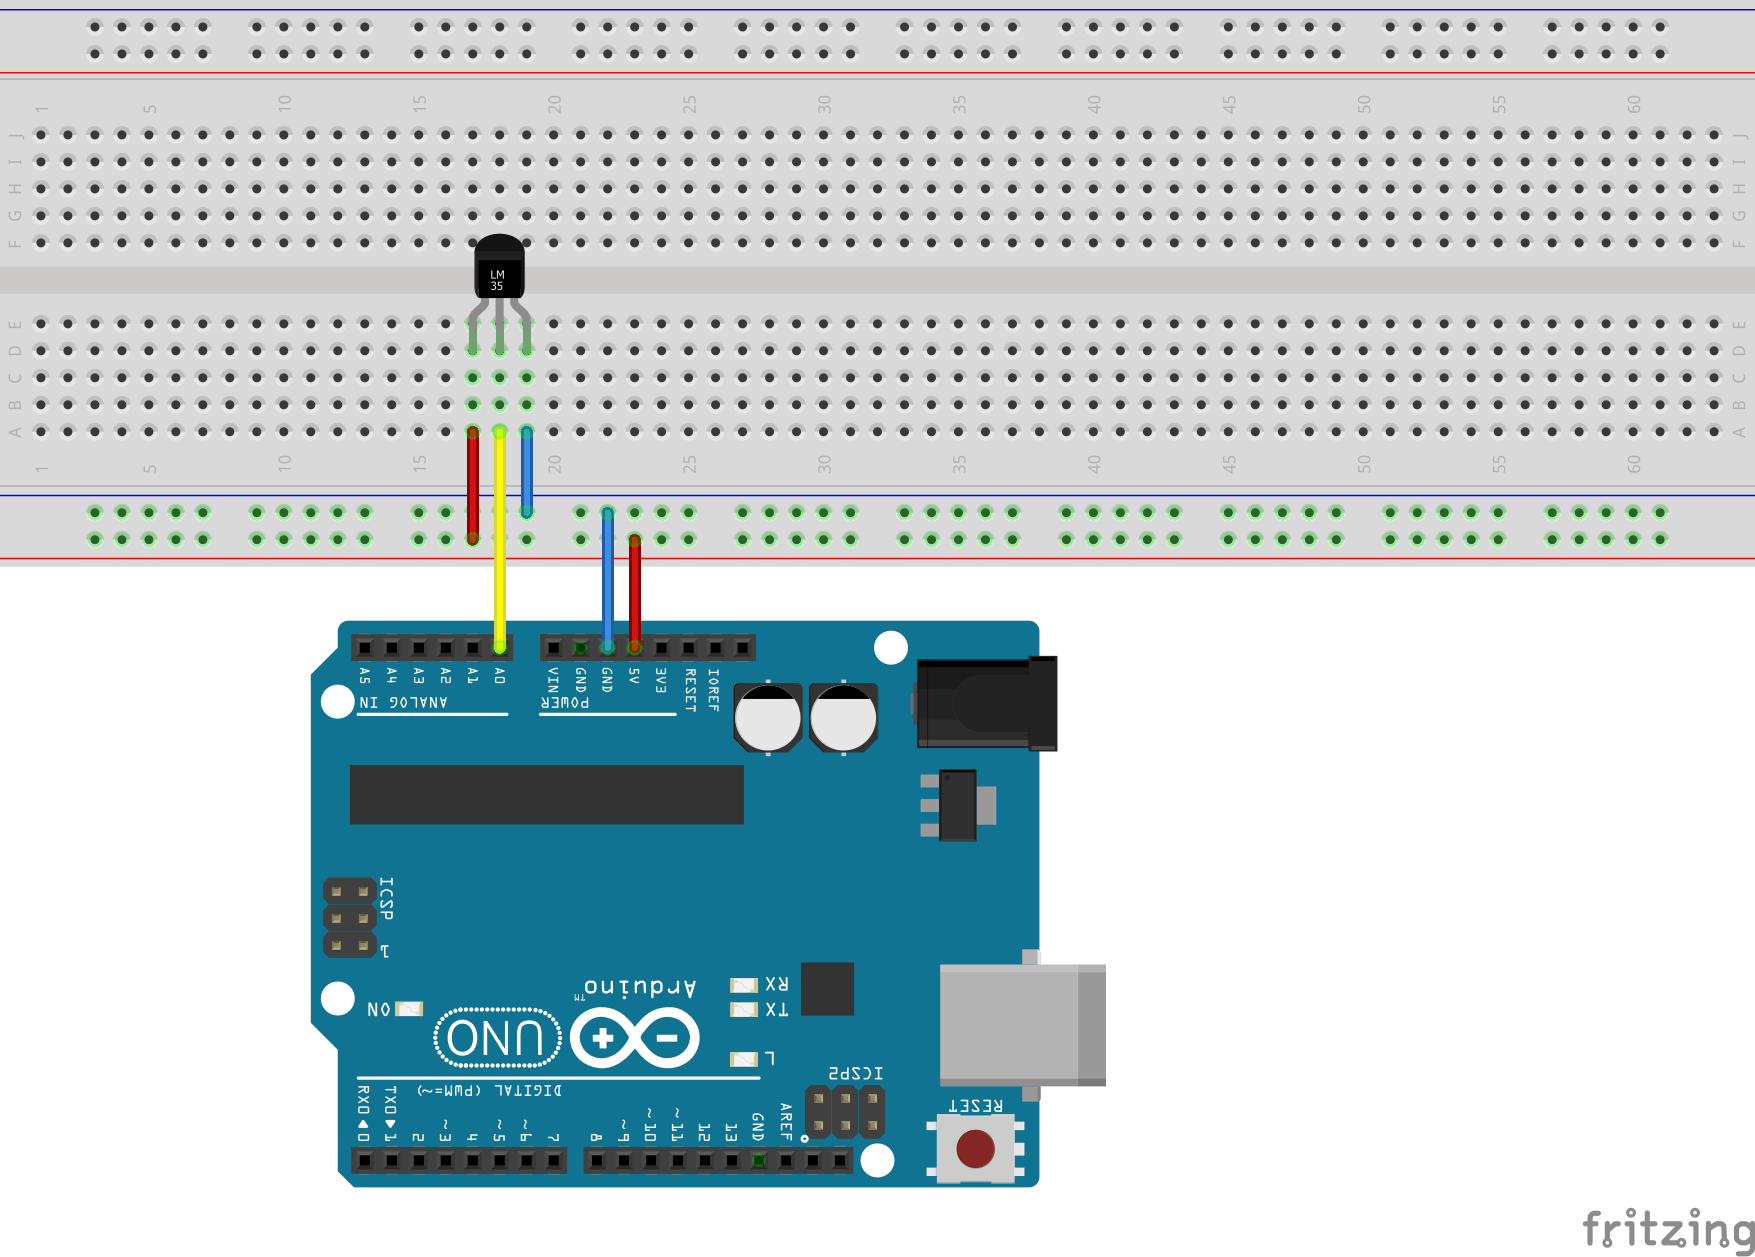 1 5 10 15 20 25 30 35 40 45 50 55 60
J J
I I
H H
G G
F F
LM
35
E E
D D
C C
B B
A A
1 5 10 15 20 25 30 35 40 45 50 55 60
A5 A4 A3 A2 A1 A0 VIN GND GND 5V 3V3 RESET IOREF
ANALOG IN POWER
ICSP
1
Arduino™
RX
TX
ON
UNO
L
ICSP2
DIGITAL (PWM=~)
RESET
RX0◀0 TX0▶1 2 ~3 4 ~5 ~6 7 8 ~9 ~10 ~11 12 13 GND AREF
fritzing